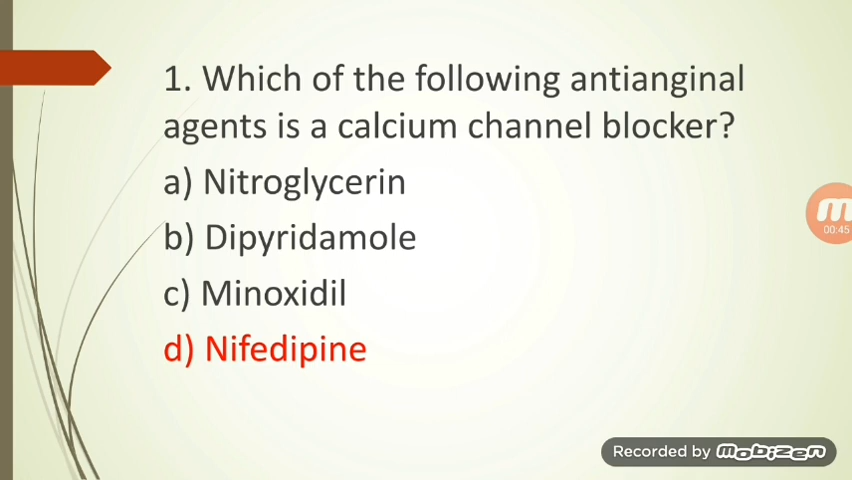 1. Which of the following antianginal
agents is a calcium channel blocker?
a) Nitroglycerin
b) Dipyridamole
c) Minoxidil
d) Nifedipine
m
00:45
Recorded by mobizen